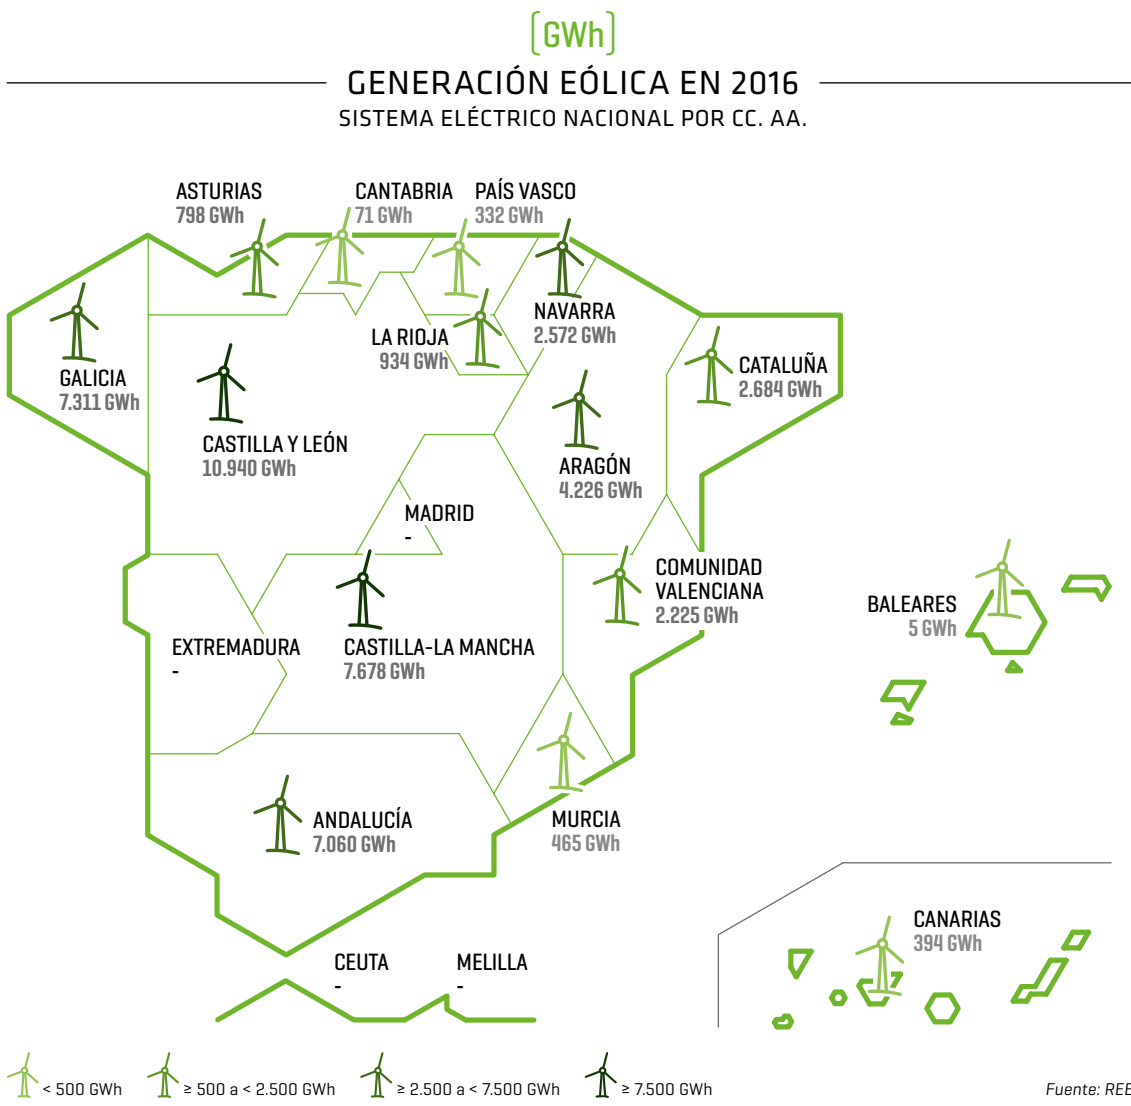 [GWh]
GENERACIÓN EÓLICA EN 2016
SISTEMA ELÉCTRICO NACIONAL POR CC. AA.
ASTURIAS
798 GWh
CANTABRIA
71 GWh
PAÍS VASCO
332 GWh
NAVARRA
2.572 GWh
LA RIOJA
934 GWh
GALICIA
7.311 GWh
CATALUÑA
2.684 GWh
CASTILLA Y LEÓN
10.940 GWh
ARAGÓN
4.226 GWh
MADRID
-
COMUNIDAD
VALENCIANA
2.225 GWh
BALEARES
5 GWh
EXTREMADURA
-
CASTILLA-LA MANCHA
7.678 GWh
ANDALUCÍA
7.060 GWh
MURCIA
465 GWh
CANARIAS
394 GWh
CEUTA
-
MELILLA
-
< 500 GWh
≥ 500 a < 2.500 GWh
≥ 2.500 a < 7.500 GWh
≥ 7.500 GWh
Fuente: REE